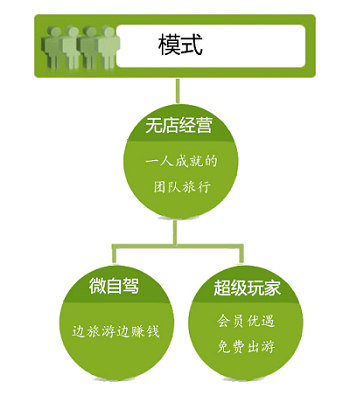 模式
无店经营
一人成就的
团队旅行
微自驾
边旅游边赚钱
超级玩家
会员优遇
免费出游